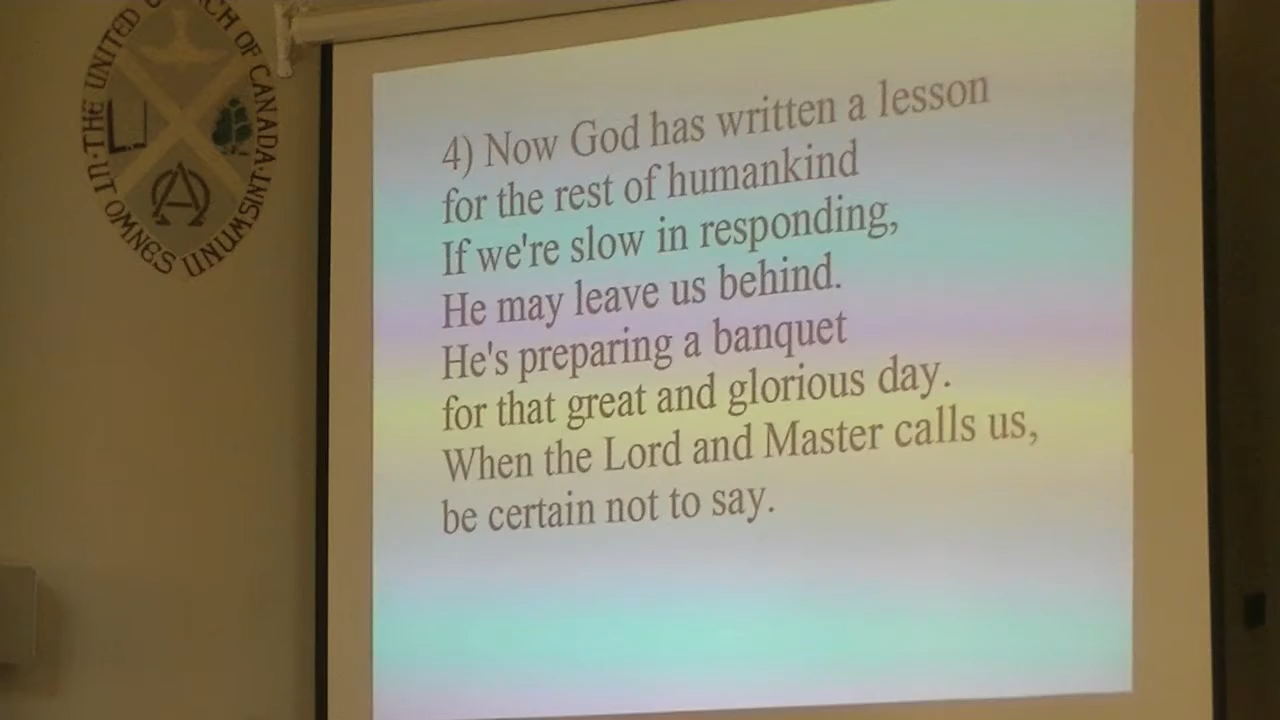 THE UNITED CHURCH OF CANADA
UT OMNES UNUM SINT
4) Now God has written a lesson
for the rest of humankind
If we're slow in responding,
He may leave us behind.
He's preparing a banquet
for that great and glorious day.
When the Lord and Master calls us,
be certain not to say.